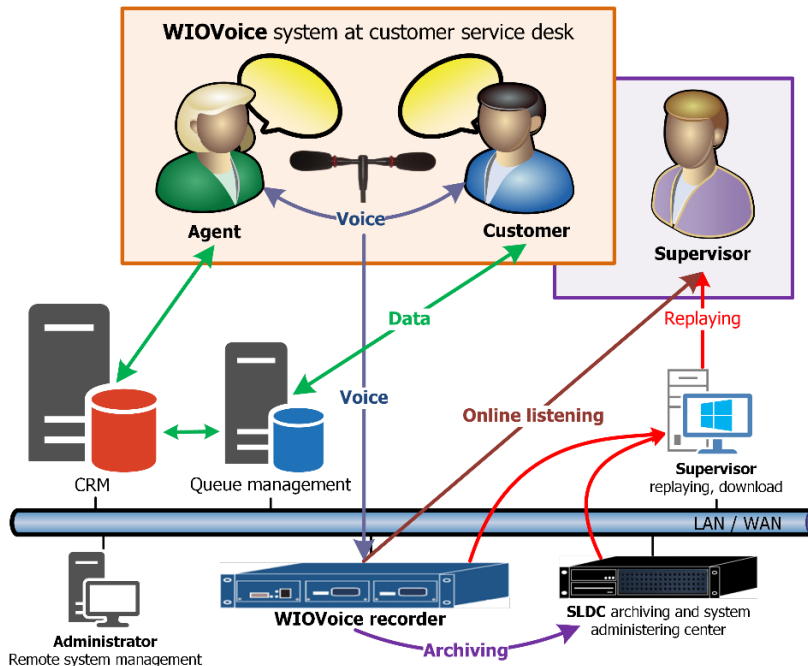 WIOVoice system at customer service desk
Agent
Voice
Customer
Supervisor
Data
Replaying
Voice
Online listening
CRM
Queue management
Supervisor
replaying, download
LAN / WAN
Administrator
Remote system management
WIOVoice recorder
Archiving
SLDC archiving and system
administering center